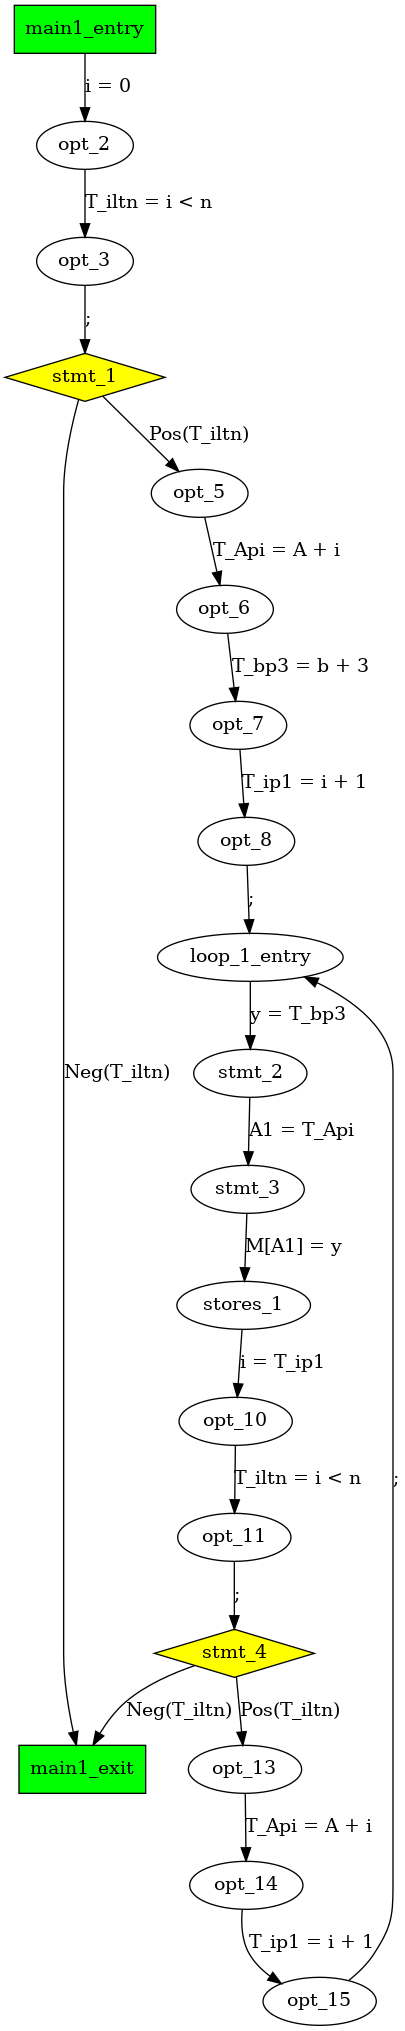 main1_entry
i = 0
opt_2
T_iltn = i < n
opt_3
;
stmt_1
Pos(T_iltn)
opt_5
T_Api = A + i
opt_6
T_bp3 = b + 3
opt_7
T_ip1 = i + 1
opt_8
;
loop_1_entry
y = T_bp3
Neg(T_iltn)
stmt_2
A1 = T_Api
stmt_3
M[A1] = y
stores_1
i = T_ip1
opt_10
T_iltn = i < n
;
opt_11
;
stmt_4
Neg(T_iltn)
Pos(T_iltn)
main1_exit
opt_13
T_Api = A + i
opt_14
T_ip1 = i + 1
opt_15